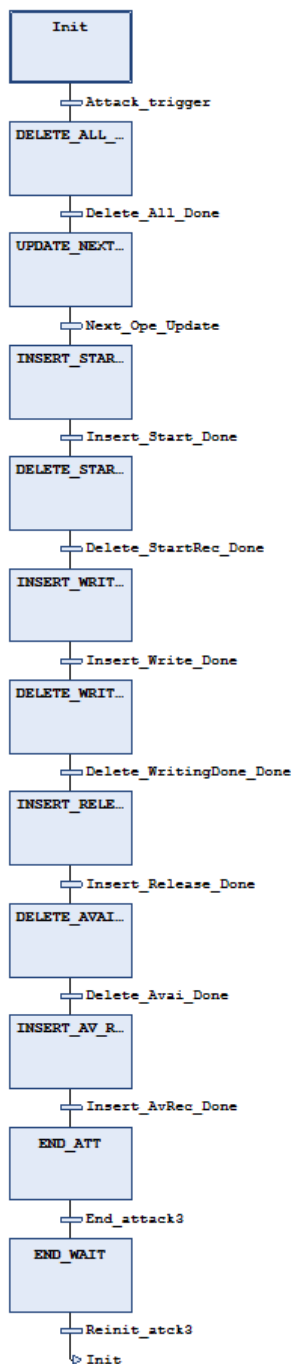 Init
Attack_trigger
DELETE_ALL_...
Delete_All_Done
UPDATE_NEXT...
Next_Ope_Update
INSERT_STAR...
Insert_Start_Done
DELETE_STAR...
Delete_StartRec_Done
INSERT_WRIT...
Insert_Write_Done
DELETE_WRIT...
Delete_WritingDone_Done
INSERT_RELE...
Insert_Release_Done
DELETE_AVAI...
Delete_Avai_Done
INSERT_AV_R...
Insert_AvRec_Done
END_ATT
End_attack3
END_WAIT
Reinit_atck3
Init